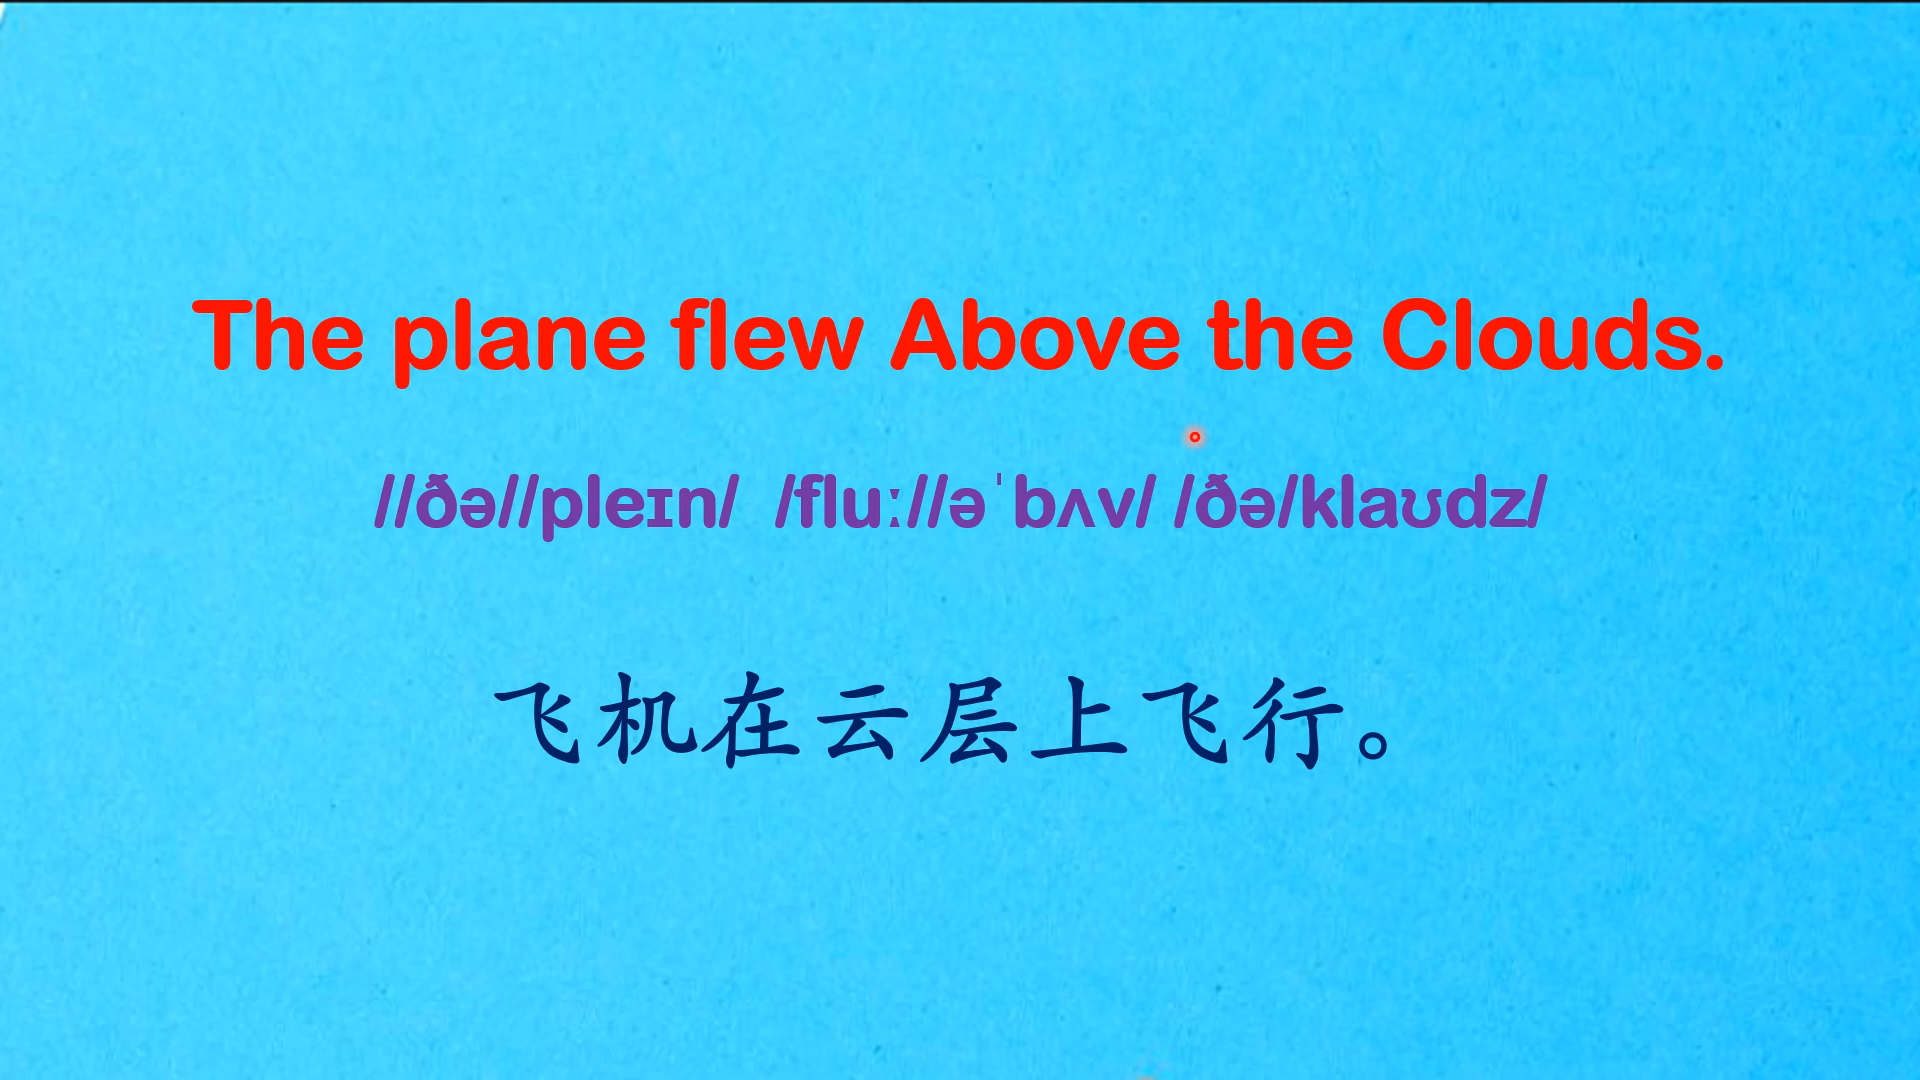 The plane flew Above the Clouds.
//ðə//pleɪn/  /fluː//əˈbʌv/ /ðə/klaʊdz/
飞机在云层上飞行。